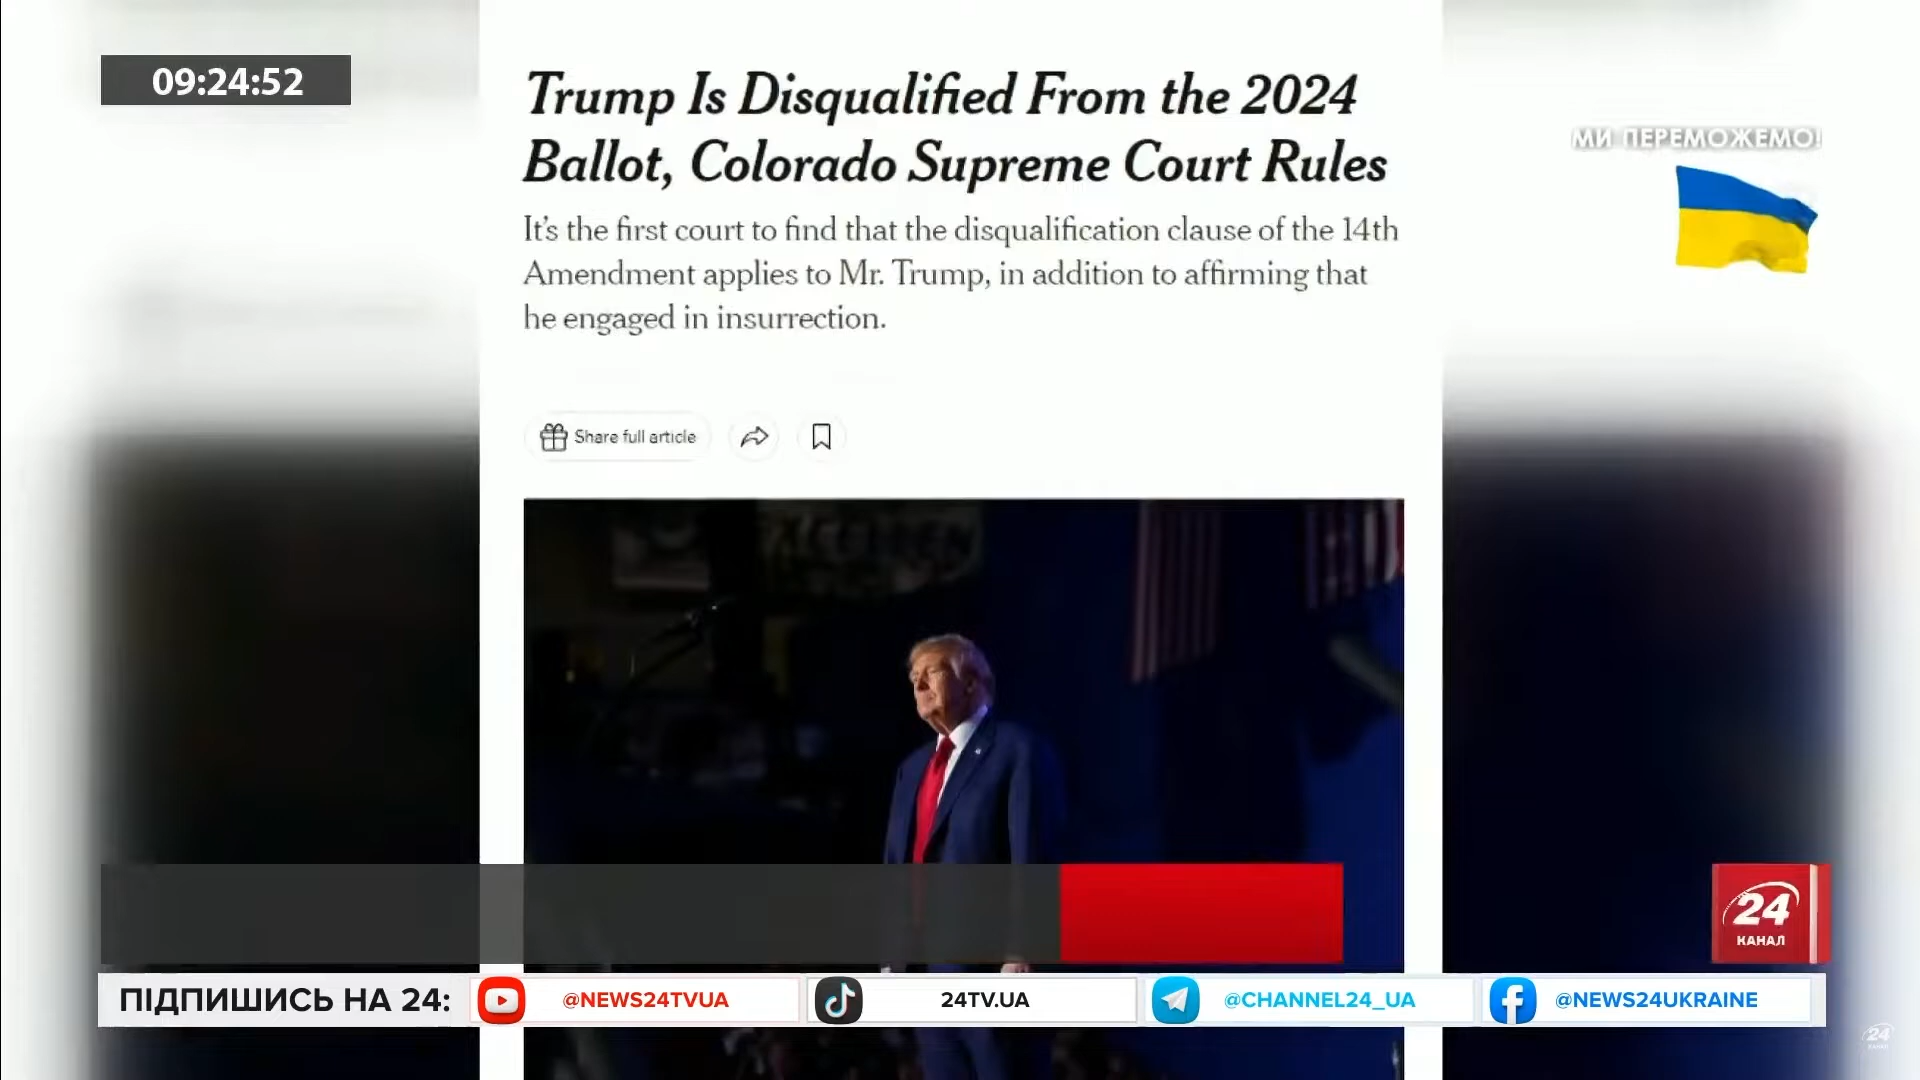 09:24:52
Trump Is Disqualified From the 2024
Ballot, Colorado Supreme Court Rules
It's the first court to find that the disqualification clause of the 14th
Amendment applies to Mr. Trump, in addition to affirming that
he engaged in insurrection.
МИ ПЕРЕМОЖЕМО!
Share full article
24
КАНАЛ
ПІДПИШИСЬ НА 24:
@NEWS24TVUA
24TV.UA
@CHANNEL24_UA
@NEWS24UKRAINE
24
КАНАЛ